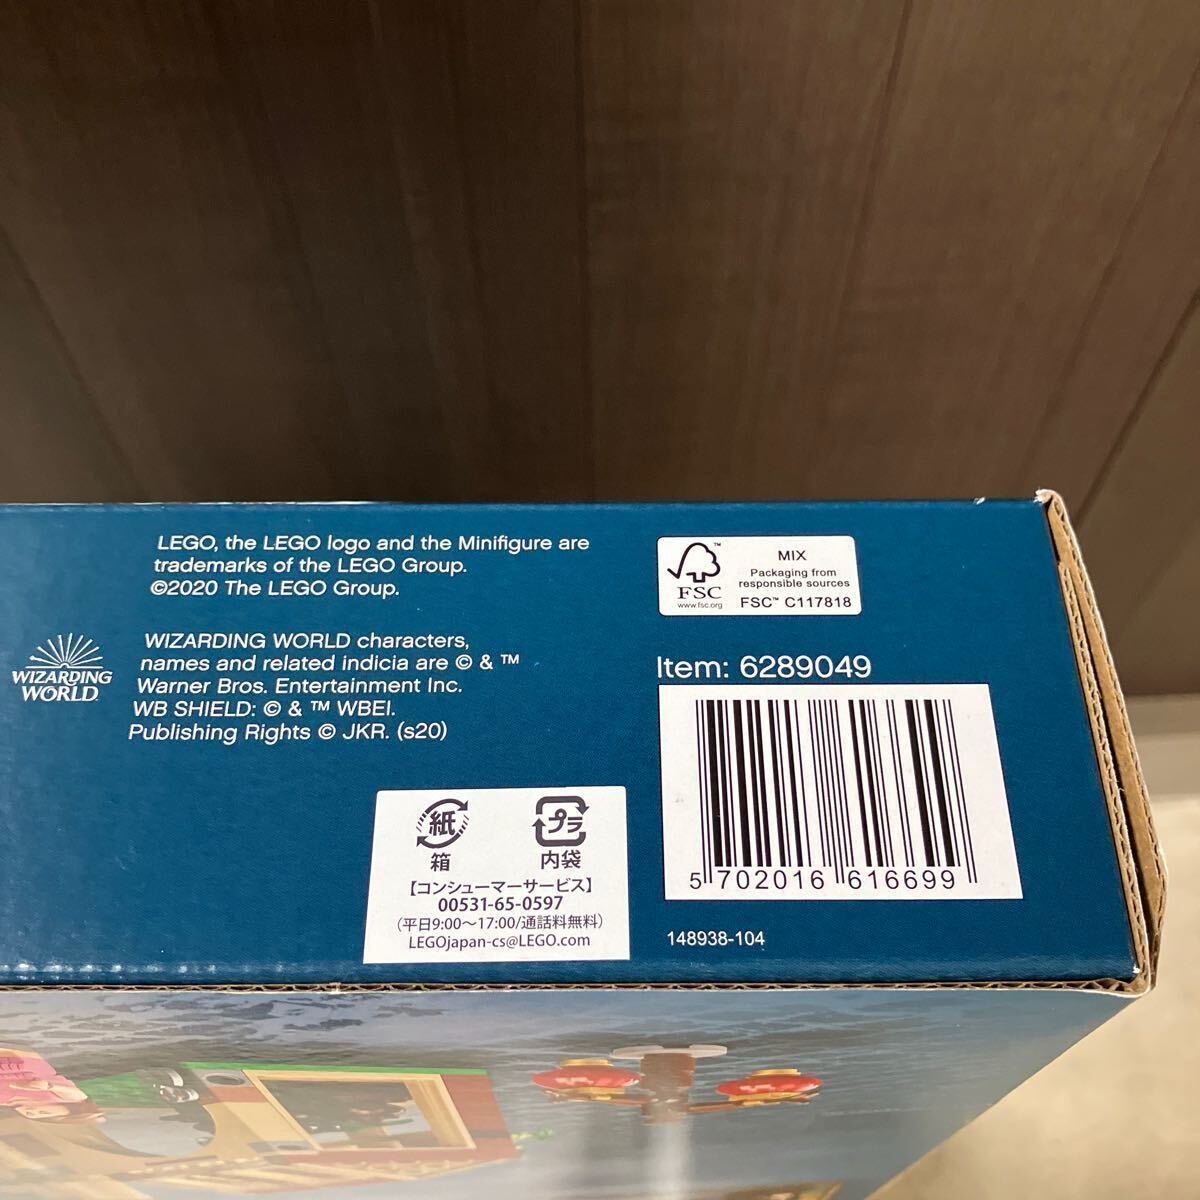 LEGO, the LEGO logo and the Minifigure are
trademarks of the LEGO Group.
©2020 The LEGO Group.
WIZARDING
WORLD
WIZARDING WORLD characters,
names and related indicia are © & ™
Warner Bros. Entertainment Inc.
WB SHIELD: © & ™ WBEI.
Publishing Rights © JKR. (s20)
紙
箱
プラ
内袋
【コンシューマーサービス】
00531-65-0597
(平日9:00～17:00/通話料無料)
LEGOjapan-cs@LEGO.com
FSC
www.fsc.org
MIX
Packaging from
responsible sources
FSC™ C117818
Item: 6289049
5 702016 616699
148938-104